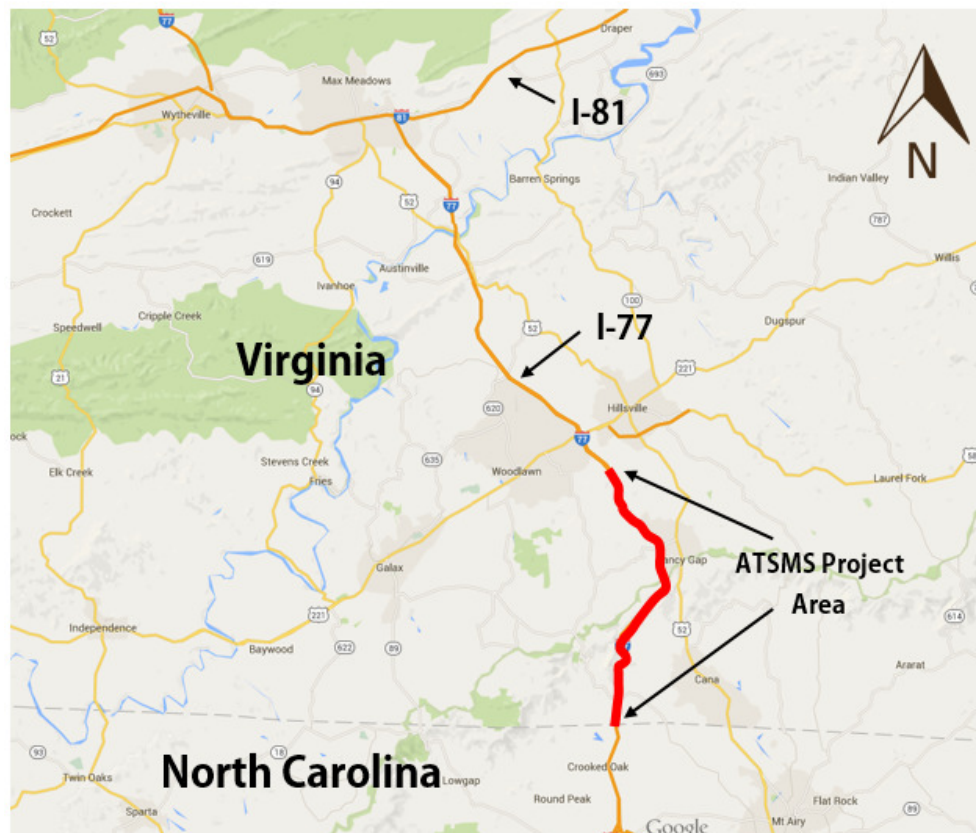 77
52
Draper
693
Max Meadows
I-81
Wytheville
81
N
Barren Springs
Indian Valley
94
52
77
Crockett
787
619
Austinville
Willis
Ivanhoe
Cripple Creek
100
Speedwell
52
I-77
Dugspur
Virginia
221
21
94
620
Hillsville
ock
77
635
Stevens Creek
Elk Creek
Woodlawn
58
Fries
Laurel Fork
ATSMS Project
Area
ancy Gap
Galax
221
614
Independence
52
622
89
Baywood
Ararat
Cana
93
18
North Carolina
Crooked Oak
Twin Oaks
Lowgap
Round Peak
Flat Rock
89
Sparta
Google
Mt Airy